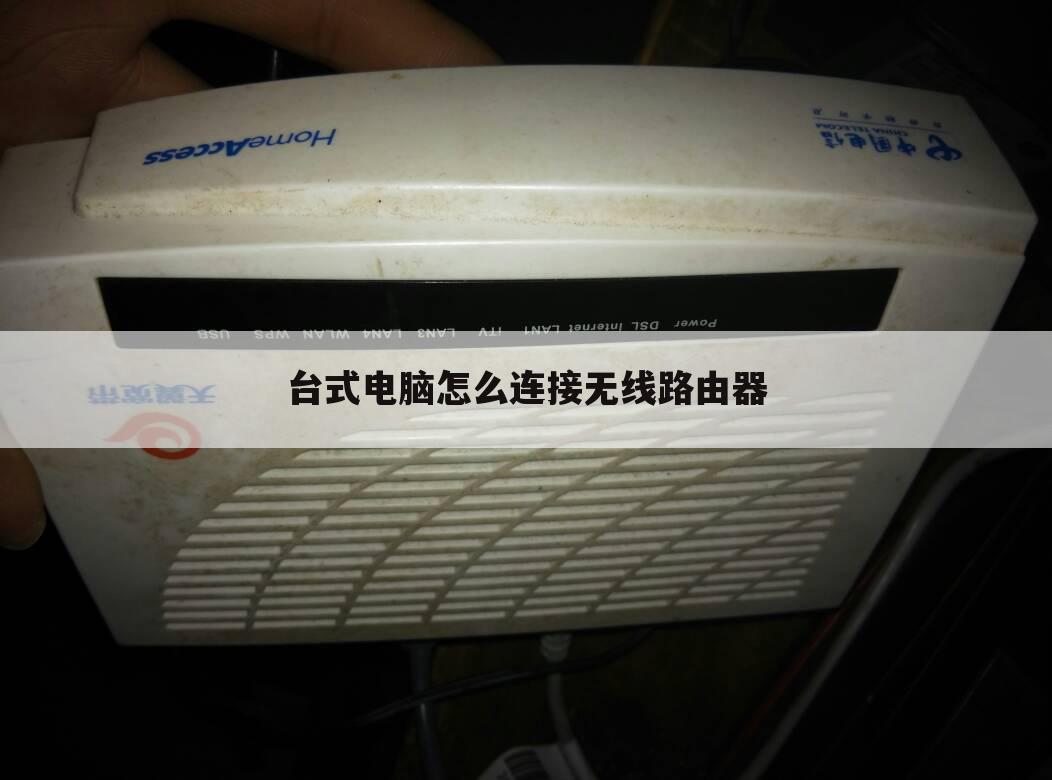 HomeAccess
中国电信
CHINA TELECOM
Power DSL Internet LAN1 iTV LAN3 LAN4 WLAN WPS USB
台式电脑怎么连接无线路由器
天翼宽带